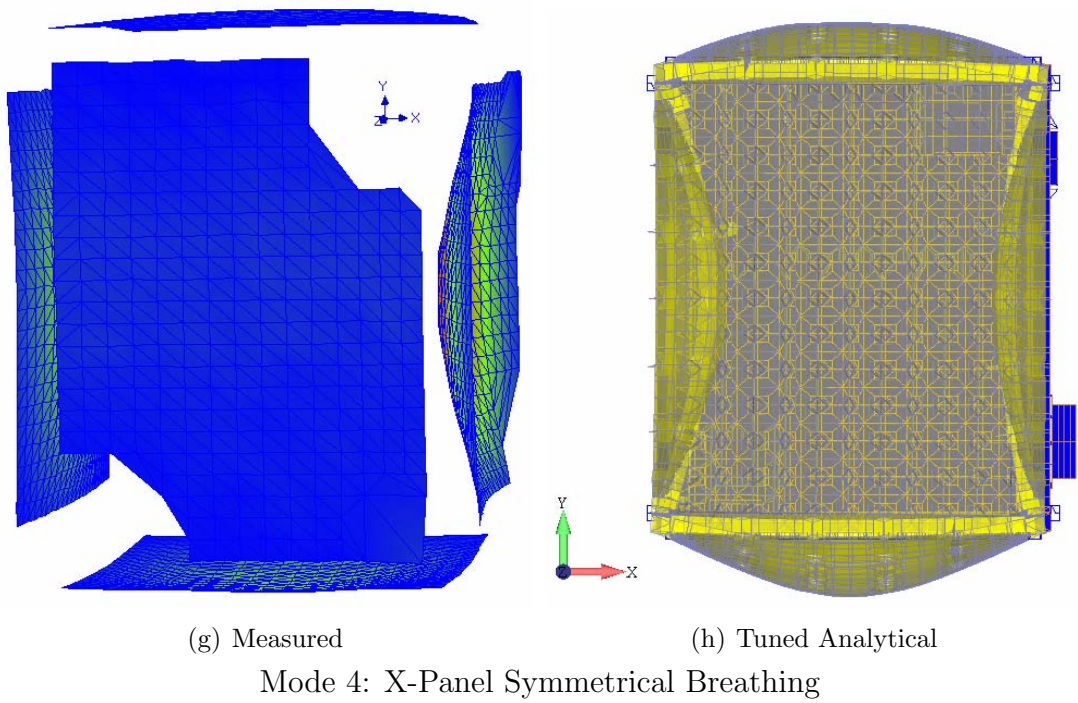 Y
Z X
Y
Z X
(g) Measured
(h) Tuned Analytical
Mode 4: X-Panel Symmetrical Breathing